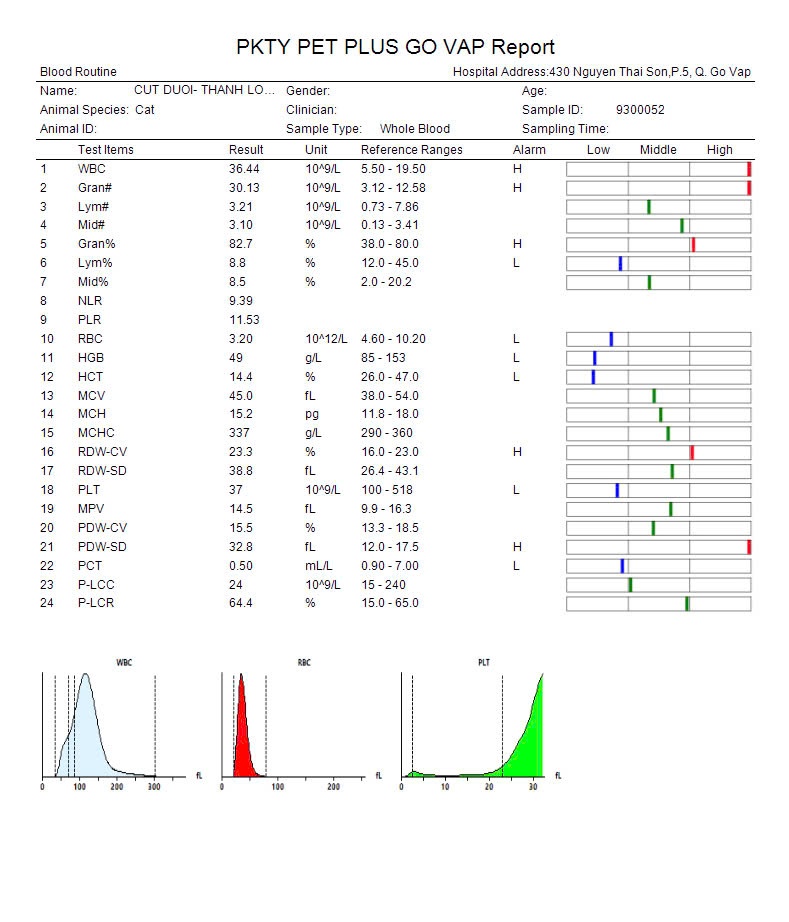 PKTY PET PLUS GO VAP Report
Blood Routine Hospital Address:430 Nguyen Thai Son,P.5, Q. Go Vap
Name: CUT DUOI- THANH LO... Gender: Age:
Animal Species: Cat Clinician: Sample ID: 9300052
Animal ID: Sample Type: Whole Blood Sampling Time:
Test Items Result Unit Reference Ranges Alarm Low Middle High
1 WBC 36.44 10^9/L 5.50 - 19.50 H
2 Gran# 30.13 10^9/L 3.12 - 12.58 H
3 Lym# 3.21 10^9/L 0.73 - 7.86
4 Mid# 3.10 10^9/L 0.13 - 3.41
5 Gran% 82.7 % 38.0 - 80.0 H
6 Lym% 8.8 % 12.0 - 45.0 L
7 Mid% 8.5 % 2.0 - 20.2
8 NLR 9.39
9 PLR 11.53
10 RBC 3.20 10^12/L 4.60 - 10.20 L
11 HGB 49 g/L 85 - 153 L
12 HCT 14.4 % 26.0 - 47.0 L
13 MCV 45.0 fL 38.0 - 54.0
14 MCH 15.2 pg 11.8 - 18.0
15 MCHC 337 g/L 290 - 360
16 RDW-CV 23.3 % 16.0 - 23.0 H
17 RDW-SD 38.8 fL 26.4 - 43.1
18 PLT 37 10^9/L 100 - 518 L
19 MPV 14.5 fL 9.9 - 16.3
20 PDW-CV 15.5 % 13.3 - 18.5
21 PDW-SD 32.8 fL 12.0 - 17.5 H
22 PCT 0.50 mL/L 0.90 - 7.00 L
23 P-LCC 24 10^9/L 15 - 240
24 P-LCR 64.4 % 15.0 - 65.0
WBC RBC PLT
fL fL fL
0 100 200 300 0 100 200 0 10 20 30